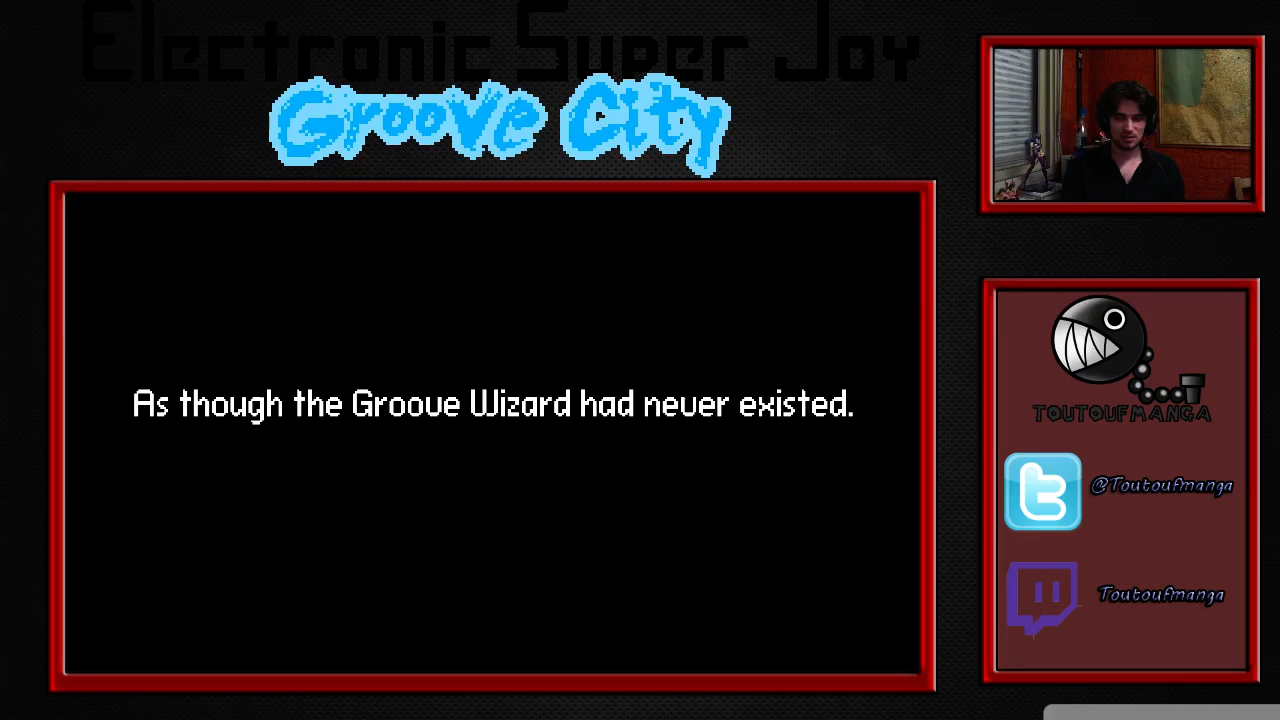 Electronic Super Joy
Groove City
As though the Groove Wizard had never existed.
TOUTOUFMANGA
@Toutoufmanga
Toutoufmanga